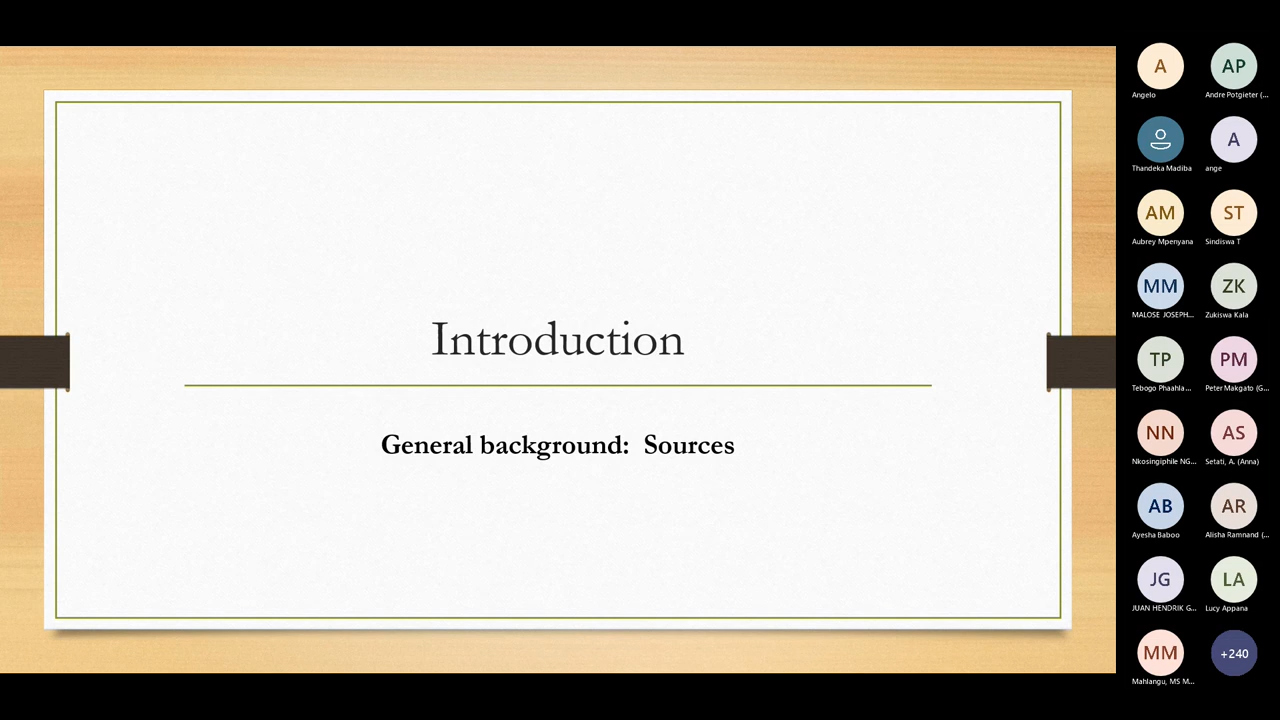 Introduction
General background:  Sources
A
Angelo
AP
Andre Potgieter (...
Thandeka Madiba
A
ange
AM
Aubrey Mpenyana
ST
Sindiswa T
MM
MALOSE JOSEPH...
ZK
Zukiswa Kala
TP
Tebogo Phaahla ...
PM
Peter Makgato (G...
NN
Nkosingiphile NG...
AS
Setati, A. (Anna)
AB
Ayesha Baboo
AR
Alisha Ramnand (...
JG
JUAN HENDRIK G...
LA
Lucy Appana
MM
Mahlangu, MS M...
+240